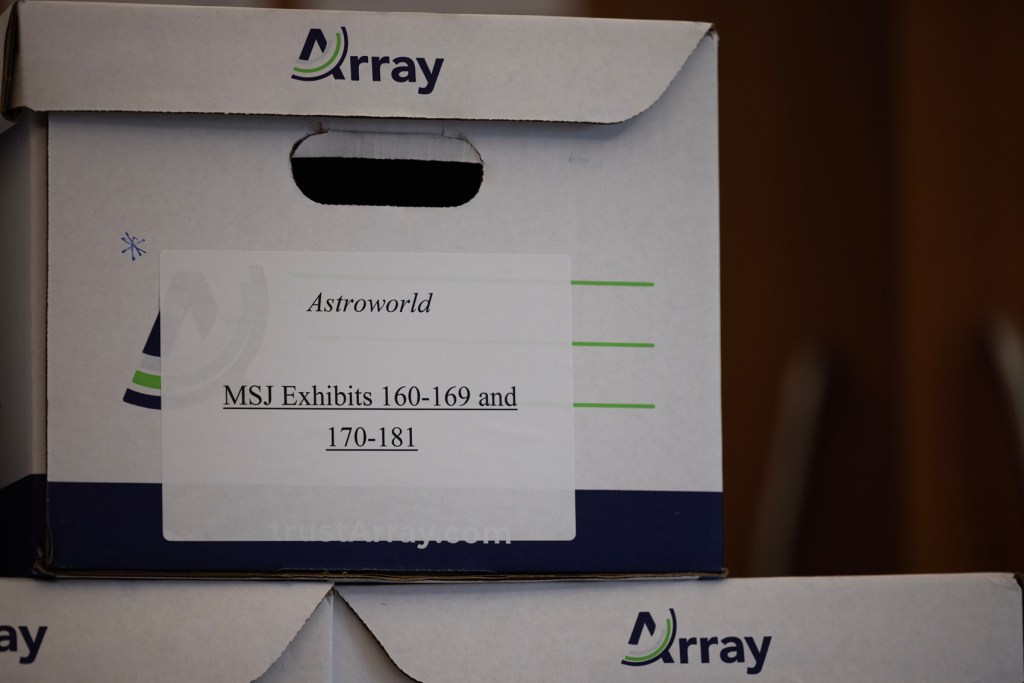 Array
Astroworld
MSJ Exhibits 160-169 and
170-181
trustArray.com
ay
Array